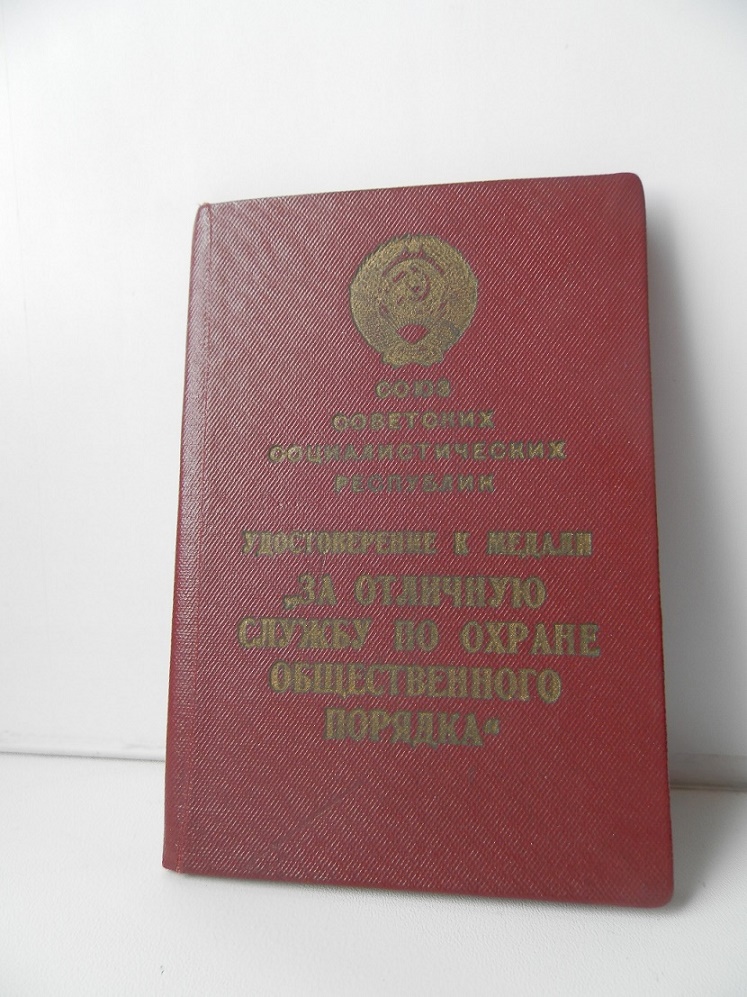 СОЮЗ
СОВЕТСКИХ
СОЦИАЛИСТИЧЕСКИХ
РЕСПУБЛИК
УДОСТОВЕРЕНИЕ К МЕДАЛИ
„ЗА ОТЛИЧНУЮ
СЛУЖБУ ПО ОХРАНЕ
ОБЩЕСТВЕННОГО
ПОРЯДКА“